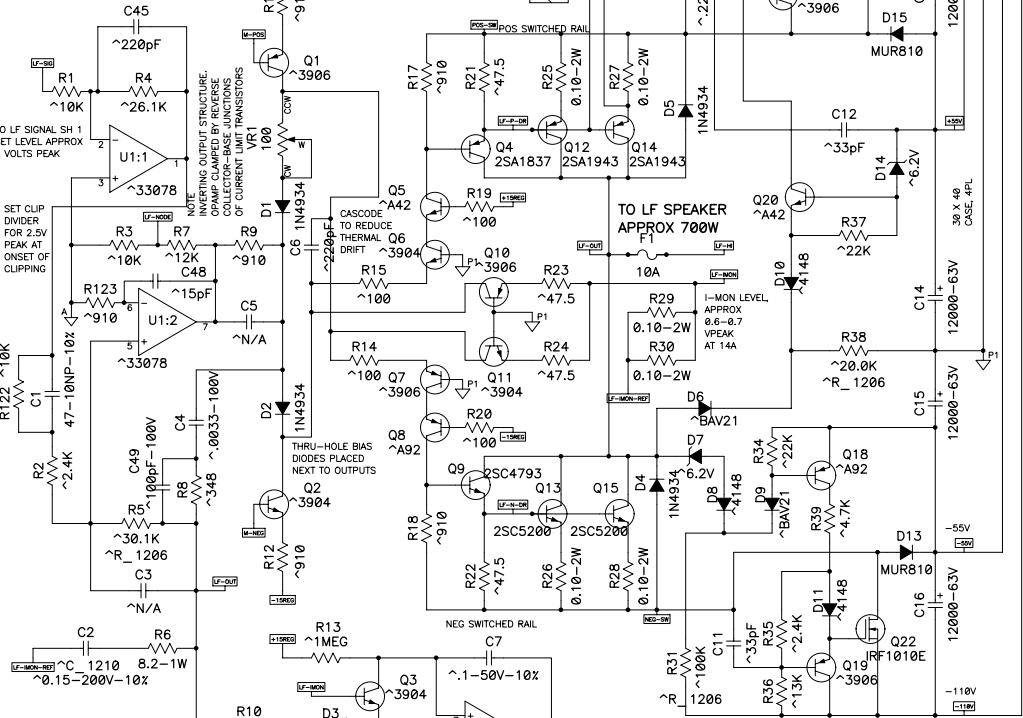 C45
^220pF
LF-SIG
R1
^10K
R4
^26.1K
TO LF SIGNAL SH 1
SET LEVEL APPROX
VOLTS PEAK
U1:1
2
3
1
^33078
NOTE
INVERTING OUTPUT STRUCTURE.
OPAMP CLAMPED BY REVERSE
COLLECTOR-BASE JUNCTIONS
OF CURRENT LIMIT TRANSISTORS
M-POS
Q1
^3906
CCW
VR1
100
W
CW
D1
1N4934
SET CLIP
DIVIDER
FOR 2.5V
PEAK AT
ONSET OF
CLIPPING
LF-NODE
R3
^10K
R7
^12K
R9
^910
C6
^220pF
C48
^15pF
R123
^910
A
U1:2
6
5
7
^33078
C5
^N/A
^10K
R122
C1
47-10NP-10%
R2
^2.4K
C4
.0033-100V
C49
^100pF-100V
R8
^348
R5
^30.1K
^R_1206
C3
^N/A
LF-OUT
D2
1N4934
THRU-HOLE BIAS
DIODES PLACED
NEXT TO OUTPUTS
Q2
^3904
M-NEG
R12
^910
-15REG
C2
^C_1210
^0.15-200V-10%
R6
8.2-1W
LF-IMON-REF
R10
+15REG
R13
^1MEG
LF-IMON
Q3
^3904
D3
C7
^.1-50V-10%
POS-SW
POS SWITCHED RAIL
R17
^910
R21
^47.5
R25
0.10-2W
R27
0.10-2W
D5
1N4934
LF-P-DR
Q4
2SA1837
Q12
2SA1943
Q14
2SA1943
Q5
^A42
R19
^100
+15REG
CASCODE
TO REDUCE
THERMAL
DRIFT
Q6
^3904
P1
Q10
^3906
R15
^100
R23
^47.5
P1
R14
^100
R24
^47.5
Q7
^3906
P1
Q11
^3904
Q8
^A92
R20
^100
-15REG
TO LF SPEAKER
APPROX 700W
LF-OUT
F1
10A
LF-HI
LF-IMON
R29
0.10-2W
R30
0.10-2W
I-MON LEVEL,
APPROX
0.6-0.7
VPEAK
AT 14A
LF-IMON-REF
Q9
2SC4793
LF-N-DR
Q13
2SC5200
Q15
2SC5200
R18
^910
R22
^47.5
R26
0.10-2W
R28
0.10-2W
D4
1N4934
NEG SWITCHED RAIL
NEG-SW
D6
^BAV21
D7
^6.2V
D8
^4148
D9
^BAV21
R34
^22K
Q18
^A92
R39
^4.7K
D11
^4148
C11
^33pF
R35
^2.4K
R36
^13K
R31
^100K
^R_1206
Q19
^3906
Q22
IRF1010E
D13
MUR810
^3906
D15
MUR810
C12
^33pF
D14
^6.2V
+55V
Q20
^A42
R37
^22K
D10
^4148
R38
^20.0K
^R_1206
30 X 40
CASE, 4PL
C14
12000-63V
P1
C15
12000-63V
-55V
-55V
C16
12000-63V
-110V
-110V